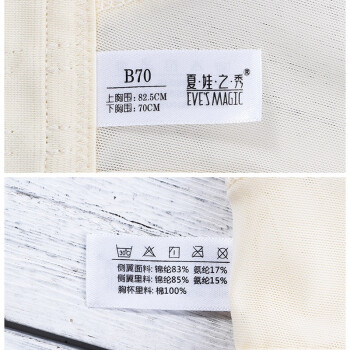 B70
上胸围: 82.5CM
下胸围: 70CM
夏·娃·之·秀®
EVE'S MAGIC
侧翼面料: 锦纶83% 氨纶17%
侧翼里料: 锦纶85% 氨纶15%
胸杯里料: 棉100%